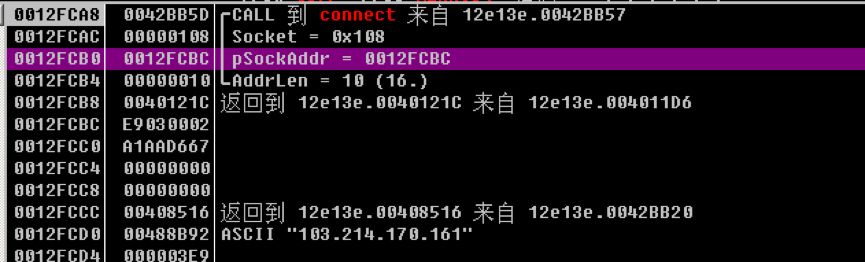 0012FCA8 0042BB5D ┌CALL 到 connect 来自 12e13e.0042BB57
0012FCAC 00000108 │Socket = 0x108
0012FCB0 0012FCBC │pSockAddr = 0012FCBC
0012FCB4 00000010 └AddrLen = 10 (16.)
0012FCB8 0040121C 返回到 12e13e.0040121C 来自 12e13e.004011D6
0012FCBC E9030002
0012FCC0 A1AAD667
0012FCC4 00000000
0012FCC8 00000000
0012FCCC 00408516 返回到 12e13e.00408516 来自 12e13e.0042BB20
0012FCD0 00488B92 ASCII "103.214.170.161"
0012FCD4 000003E9